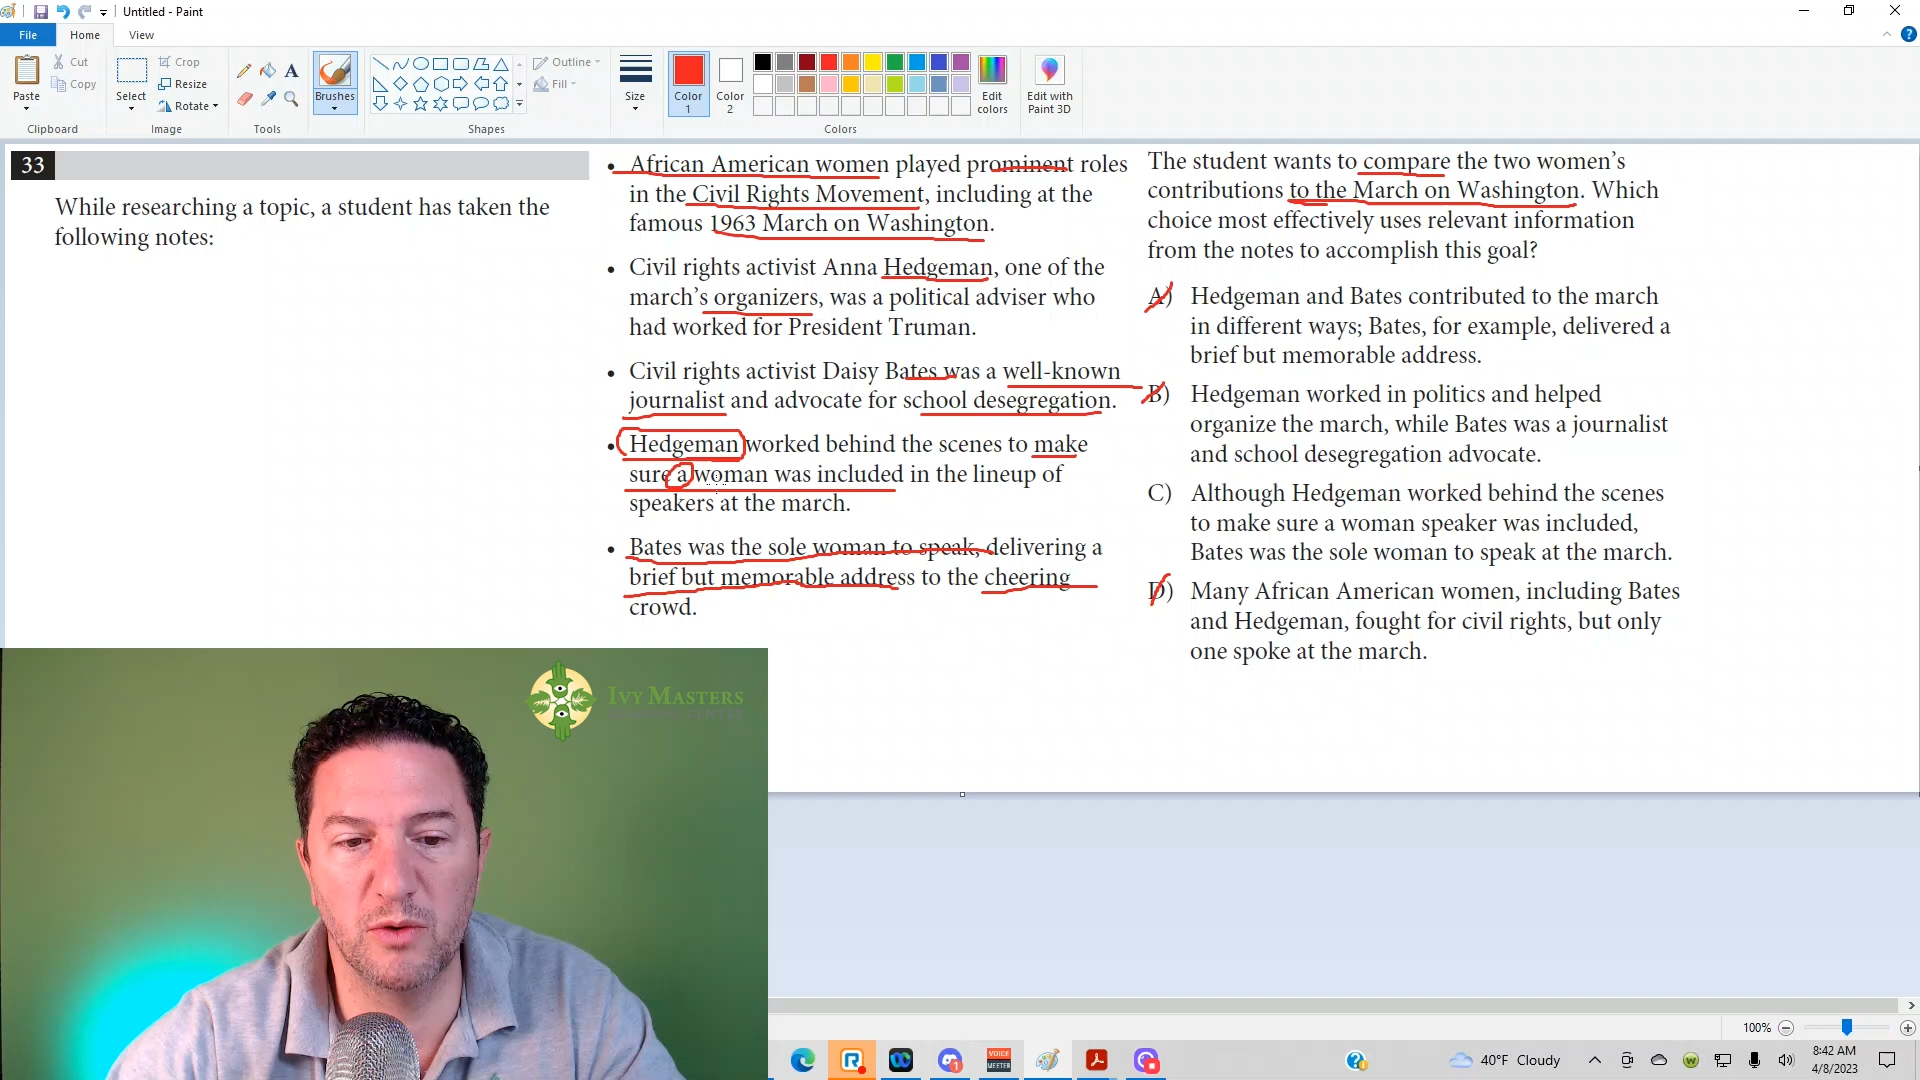 Untitled - Paint
File
Home
View
Paste
Cut
Copy
Clipboard
Select
Crop
Resize
Rotate
Image
Tools
Brushes
Shapes
Outline
Fill
Size
Color
1
Color
2
Colors
Edit
colors
Edit with
Paint 3D
33
While researching a topic, a student has taken the
following notes:
• African American women played prominent roles
in the Civil Rights Movement, including at the
famous 1963 March on Washington.
• Civil rights activist Anna Hedgeman, one of the
march's organizers, was a political adviser who
had worked for President Truman.
• Civil rights activist Daisy Bates was a well-known
journalist and advocate for school desegregation.
• Hedgeman worked behind the scenes to make
sure a woman was included in the lineup of
speakers at the march.
• Bates was the sole woman to speak, delivering a
brief but memorable address to the cheering
crowd.
The student wants to compare the two women's
contributions to the March on Washington. Which
choice most effectively uses relevant information
from the notes to accomplish this goal?
A) Hedgeman and Bates contributed to the march
in different ways; Bates, for example, delivered a
brief but memorable address.
B) Hedgeman worked in politics and helped
organize the march, while Bates was a journalist
and school desegregation advocate.
C) Although Hedgeman worked behind the scenes
to make sure a woman speaker was included,
Bates was the sole woman to speak at the march.
D) Many African American women, including Bates
and Hedgeman, fought for civil rights, but only
one spoke at the march.
IVY MASTERS
100%
VOICE
MEETER
40°F Cloudy
8:42 AM
4/8/2023